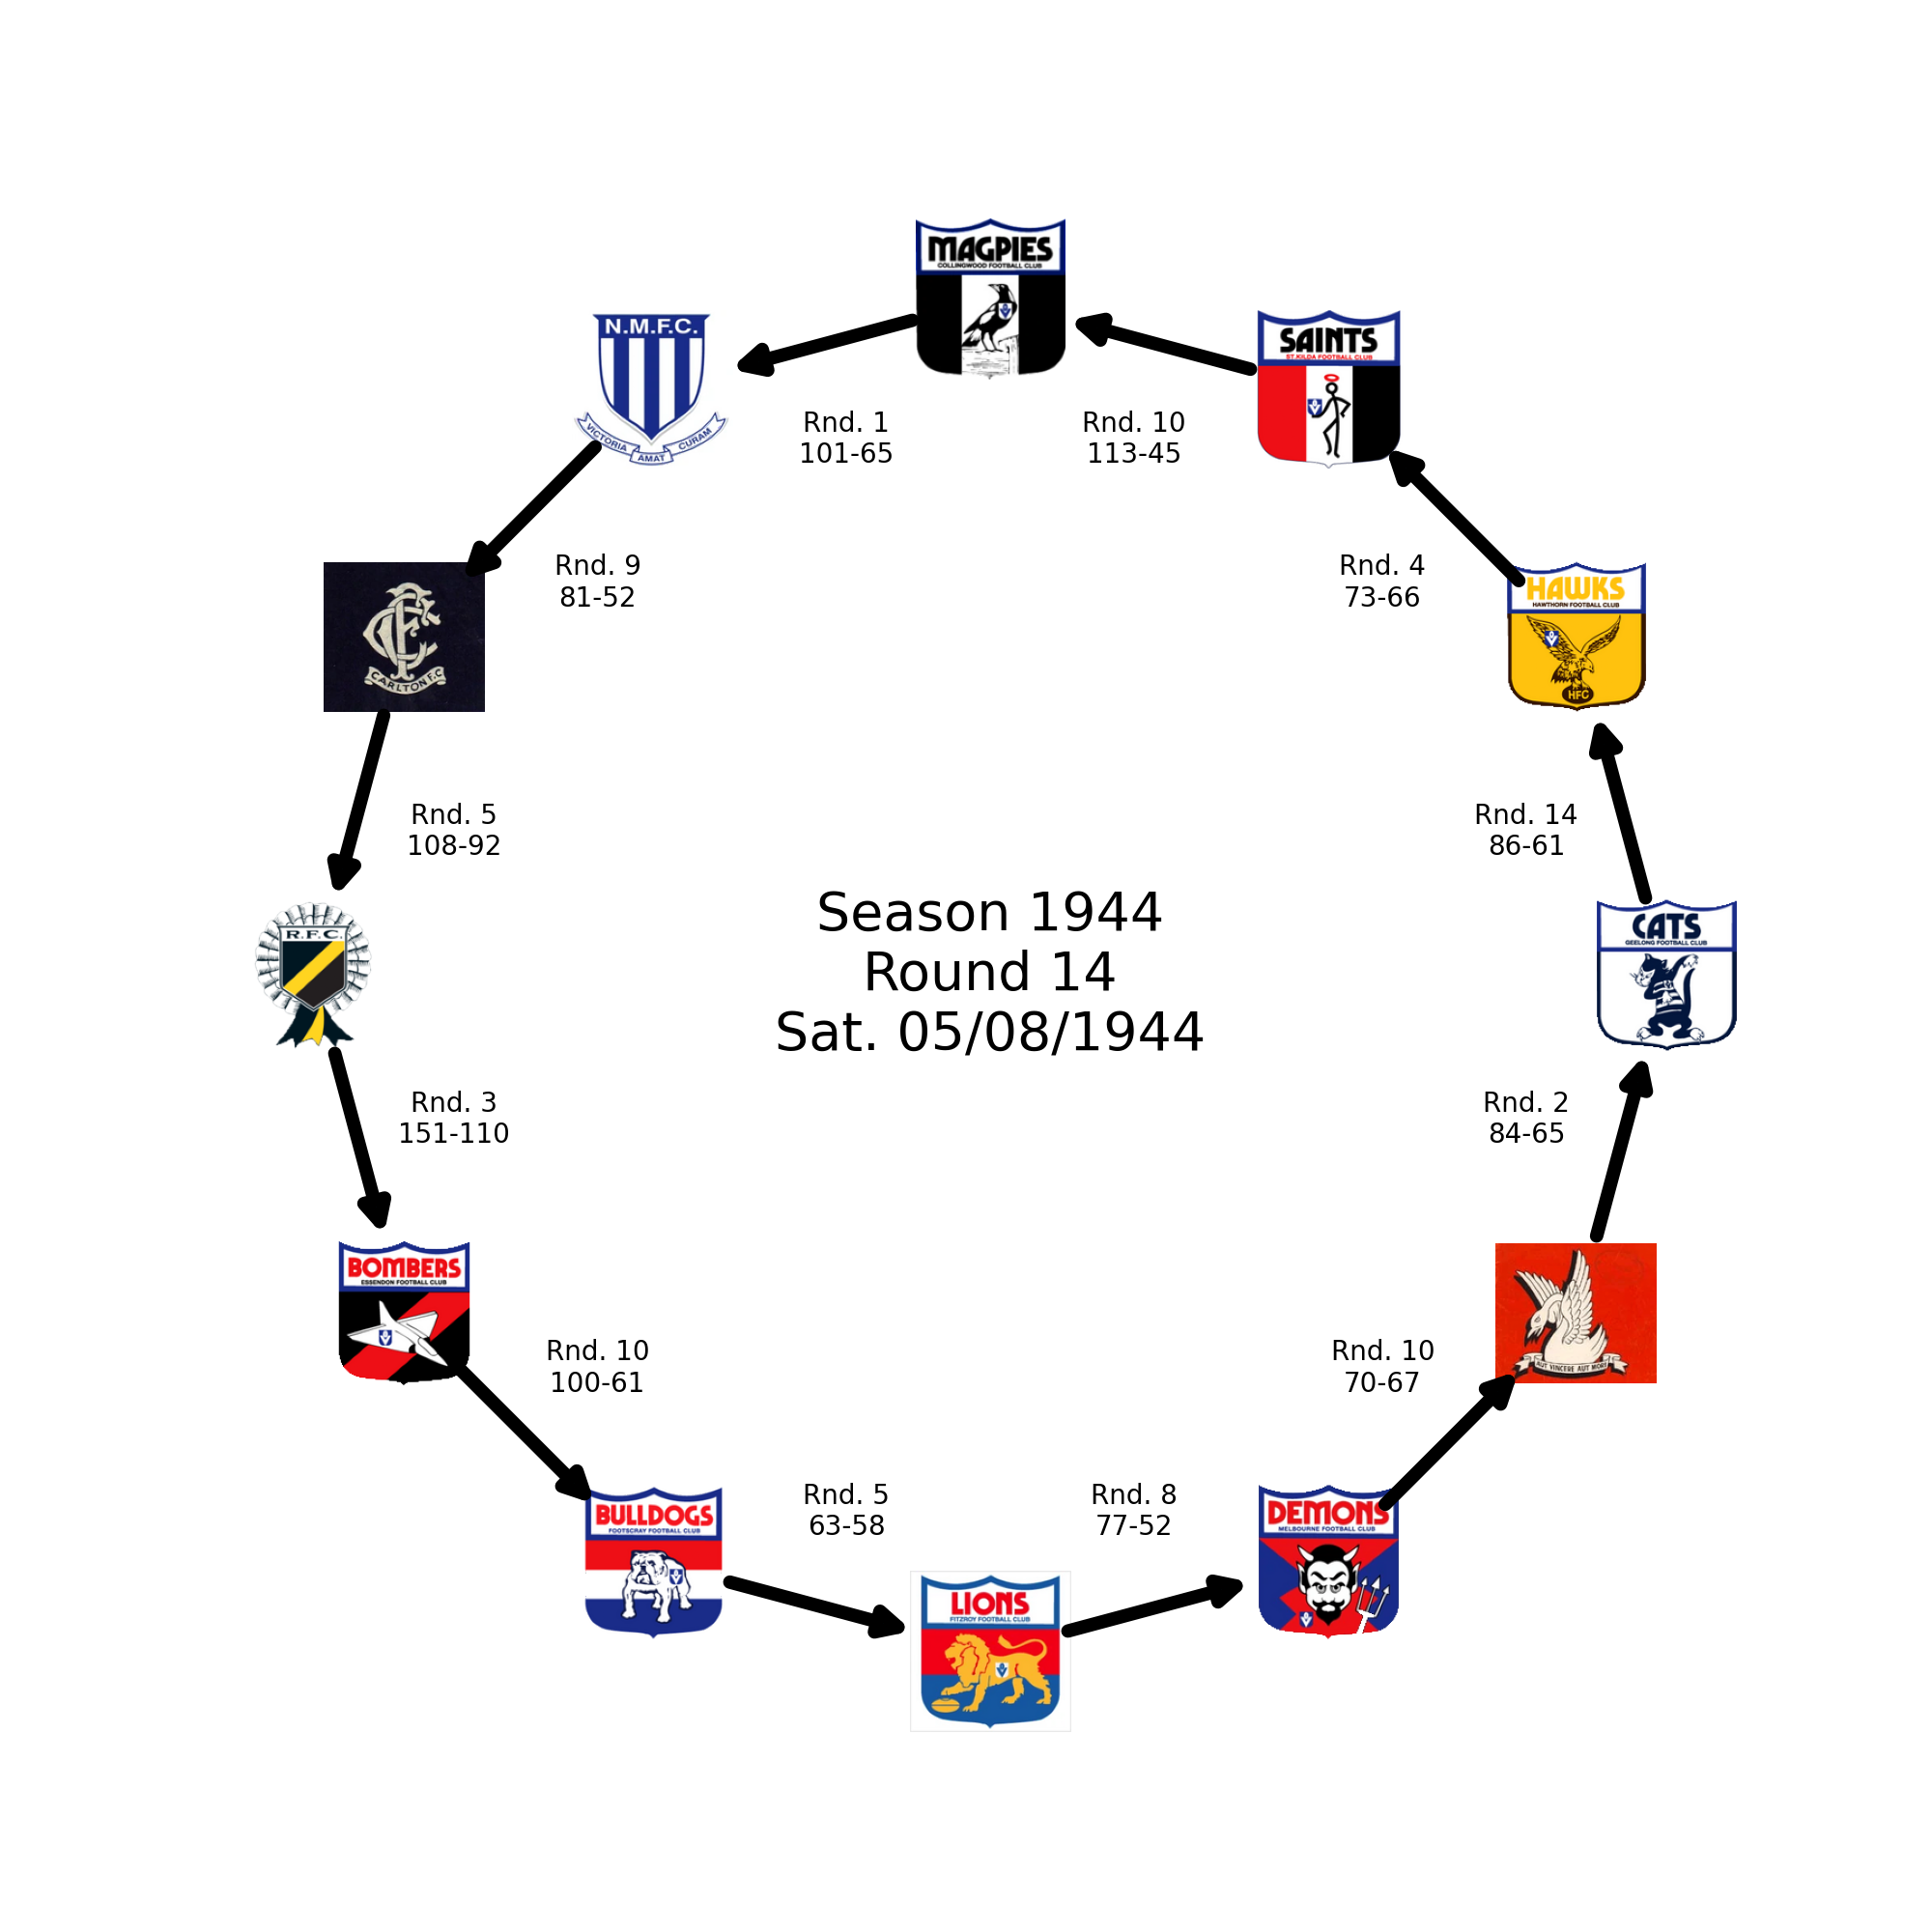 MAGPIES
COLLINGWOOD FOOTBALL CLUB
N.M.F.C.
VICTORIA AMAT CURAM
SAINTS
ST.KILDA FOOTBALL CLUB
Rnd. 1
101-65
Rnd. 10
113-45
Rnd. 9
81-52
Rnd. 4
73-66
CARLTON F.C
HAWKS
HAWTHORN FOOTBALL CLUB
HFC
Rnd. 5
108-92
Rnd. 14
86-61
R.F.C.
Season 1944
Round 14
Sat. 05/08/1944
CATS
GEELONG FOOTBALL CLUB
Rnd. 3
151-110
Rnd. 2
84-65
BOMBERS
ESSENDON FOOTBALL CLUB
AUT VINCERE AUT MORI
Rnd. 10
100-61
Rnd. 10
70-67
BULLDOGS
FOOTSCRAY FOOTBALL CLUB
Rnd. 5
63-58
Rnd. 8
77-52
DEMONS
MELBOURNE FOOTBALL CLUB
LIONS
FITZROY FOOTBALL CLUB